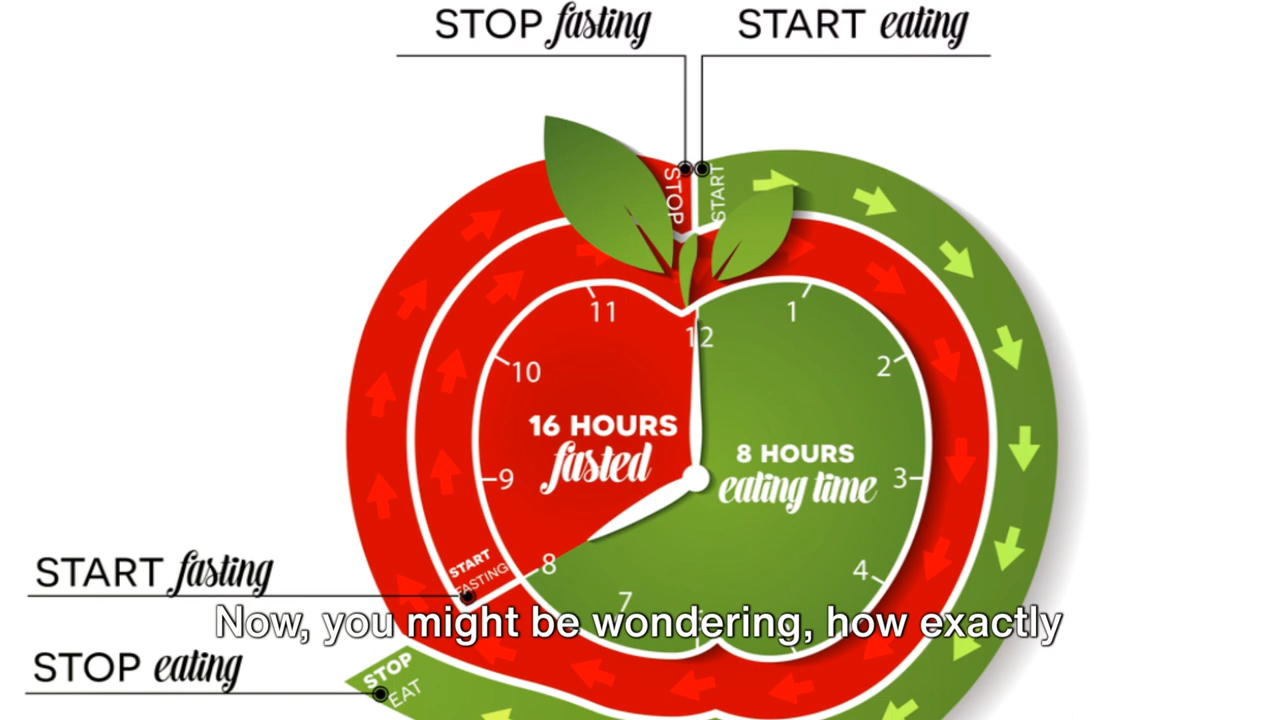 STOP fasting
START eating
STOP
START
11
12
1
10
2
16 HOURS
fasted
8 HOURS
eating time
9
3
START
FASTING
8
4
7
START fasting
Now, you might be wondering, how exactly
STOP eating
STOP
EAT